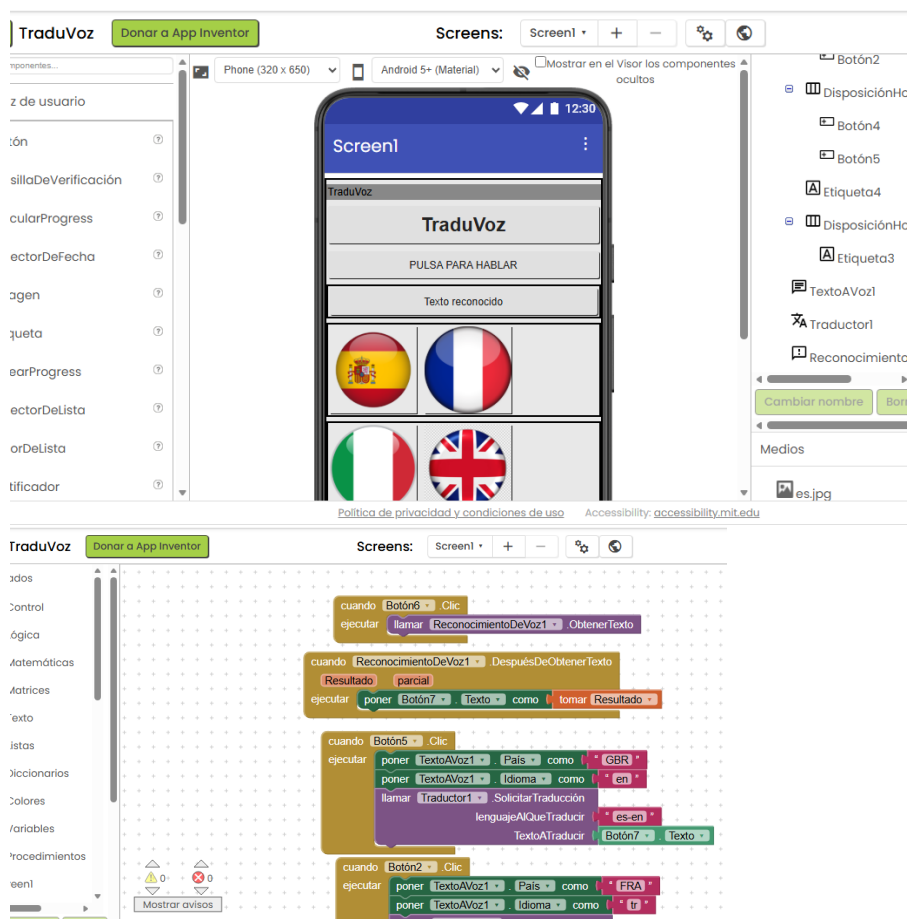 TraduVoz
Donar a App Inventor
Screens:
Screen1
mponentes...
Phone (320 x 650)
Android 5+ (Material)
Mostrar en el Visor los componentes
ocultos
z de usuario
tón
silla DeVerificación
cularProgress
ectorDeFecha
agen
queta
earProgress
ectorDeLista
orDeLista
tificador
12:30
Screen1
TraduVoz
TraduVoz
PULSA PARA HABLAR
Texto reconocido
Botón2
DisposiciónHo
Botón4
Botón5
Etiqueta4
DisposiciónHo
Etiqueta3
TextoAVoz1
Traductor1
Reconocimiento
Cambiar nombre
Borr
Medios
es.jpg
Política de privacidad y condiciones de uso
Accessibility: accessibility.mit.edu
TraduVoz
Donar a App Inventor
Screens:
Screen1
ados
Control
ógica
Matemáticas
Matrices
Texto
istas
Diccionarios
Colores
Variables
Procedimientos
reen1
0
0
Mostrar avisos
cuando Botón6 .Clic
ejecutar llamar ReconocimientoDeVoz1 .ObtenerTexto
cuando ReconocimientoDeVoz1 .DespuésDeObtenerTexto
Resultado parcial
ejecutar poner Botón7 . Texto como tomar Resultado
cuando Botón5 .Clic
ejecutar poner TextoAVoz1 . País como " GBR "
poner TextoAVoz1 . Idioma como " en "
llamar Traductor1 .SolicitarTraducción
lenguajeAlQueTraducir " es-en "
TextoATraducir Botón7 . Texto
cuando Botón2 .Clic
ejecutar poner TextoAVoz1 . País como " FRA "
poner TextoAVoz1 . Idioma como " tr "